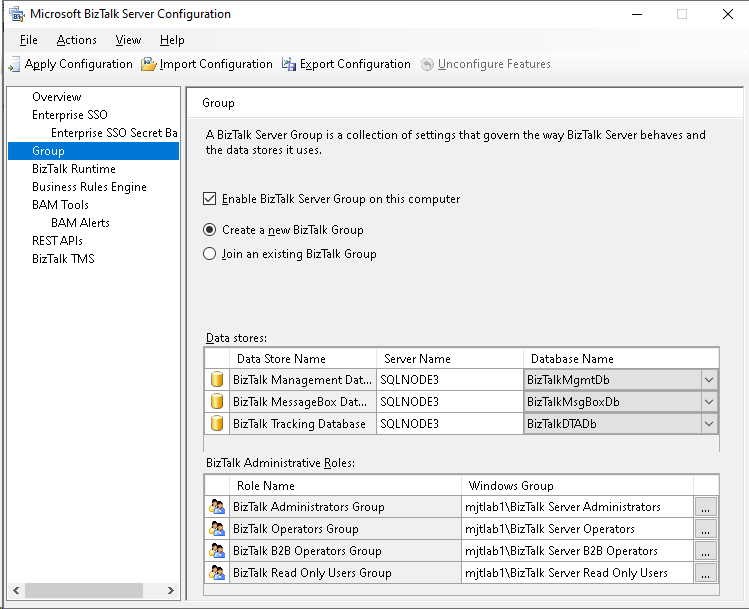 Microsoft BizTalk Server Configuration
File Actions View Help
Apply Configuration Import Configuration Export Configuration Unconfigure Features
Overview
Enterprise SSO
Enterprise SSO Secret Ba
Group
BizTalk Runtime
Business Rules Engine
BAM Tools
BAM Alerts
REST APIs
BizTalk TMS
Group
A BizTalk Server Group is a collection of settings that govern the way BizTalk Server behaves and
the data stores it uses.
Enable BizTalk Server Group on this computer
Create a new BizTalk Group
Join an existing BizTalk Group
Data stores:
Data Store Name Server Name Database Name
BizTalk Management Dat... SQLNODE3 BizTalkMgmtDb
BizTalk MessageBox Dat... SQLNODE3 BizTalkMsgBoxDb
BizTalk Tracking Database SQLNODE3 BizTalkDTADb
BizTalk Administrative Roles:
Role Name Windows Group
BizTalk Administrators Group mjtlab1\BizTalk Server Administrators ...
BizTalk Operators Group mjtlab1\BizTalk Server Operators ...
BizTalk B2B Operators Group mjtlab1\BizTalk Server B2B Operators ...
BizTalk Read Only Users Group mjtlab1\BizTalk Server Read Only Users ...